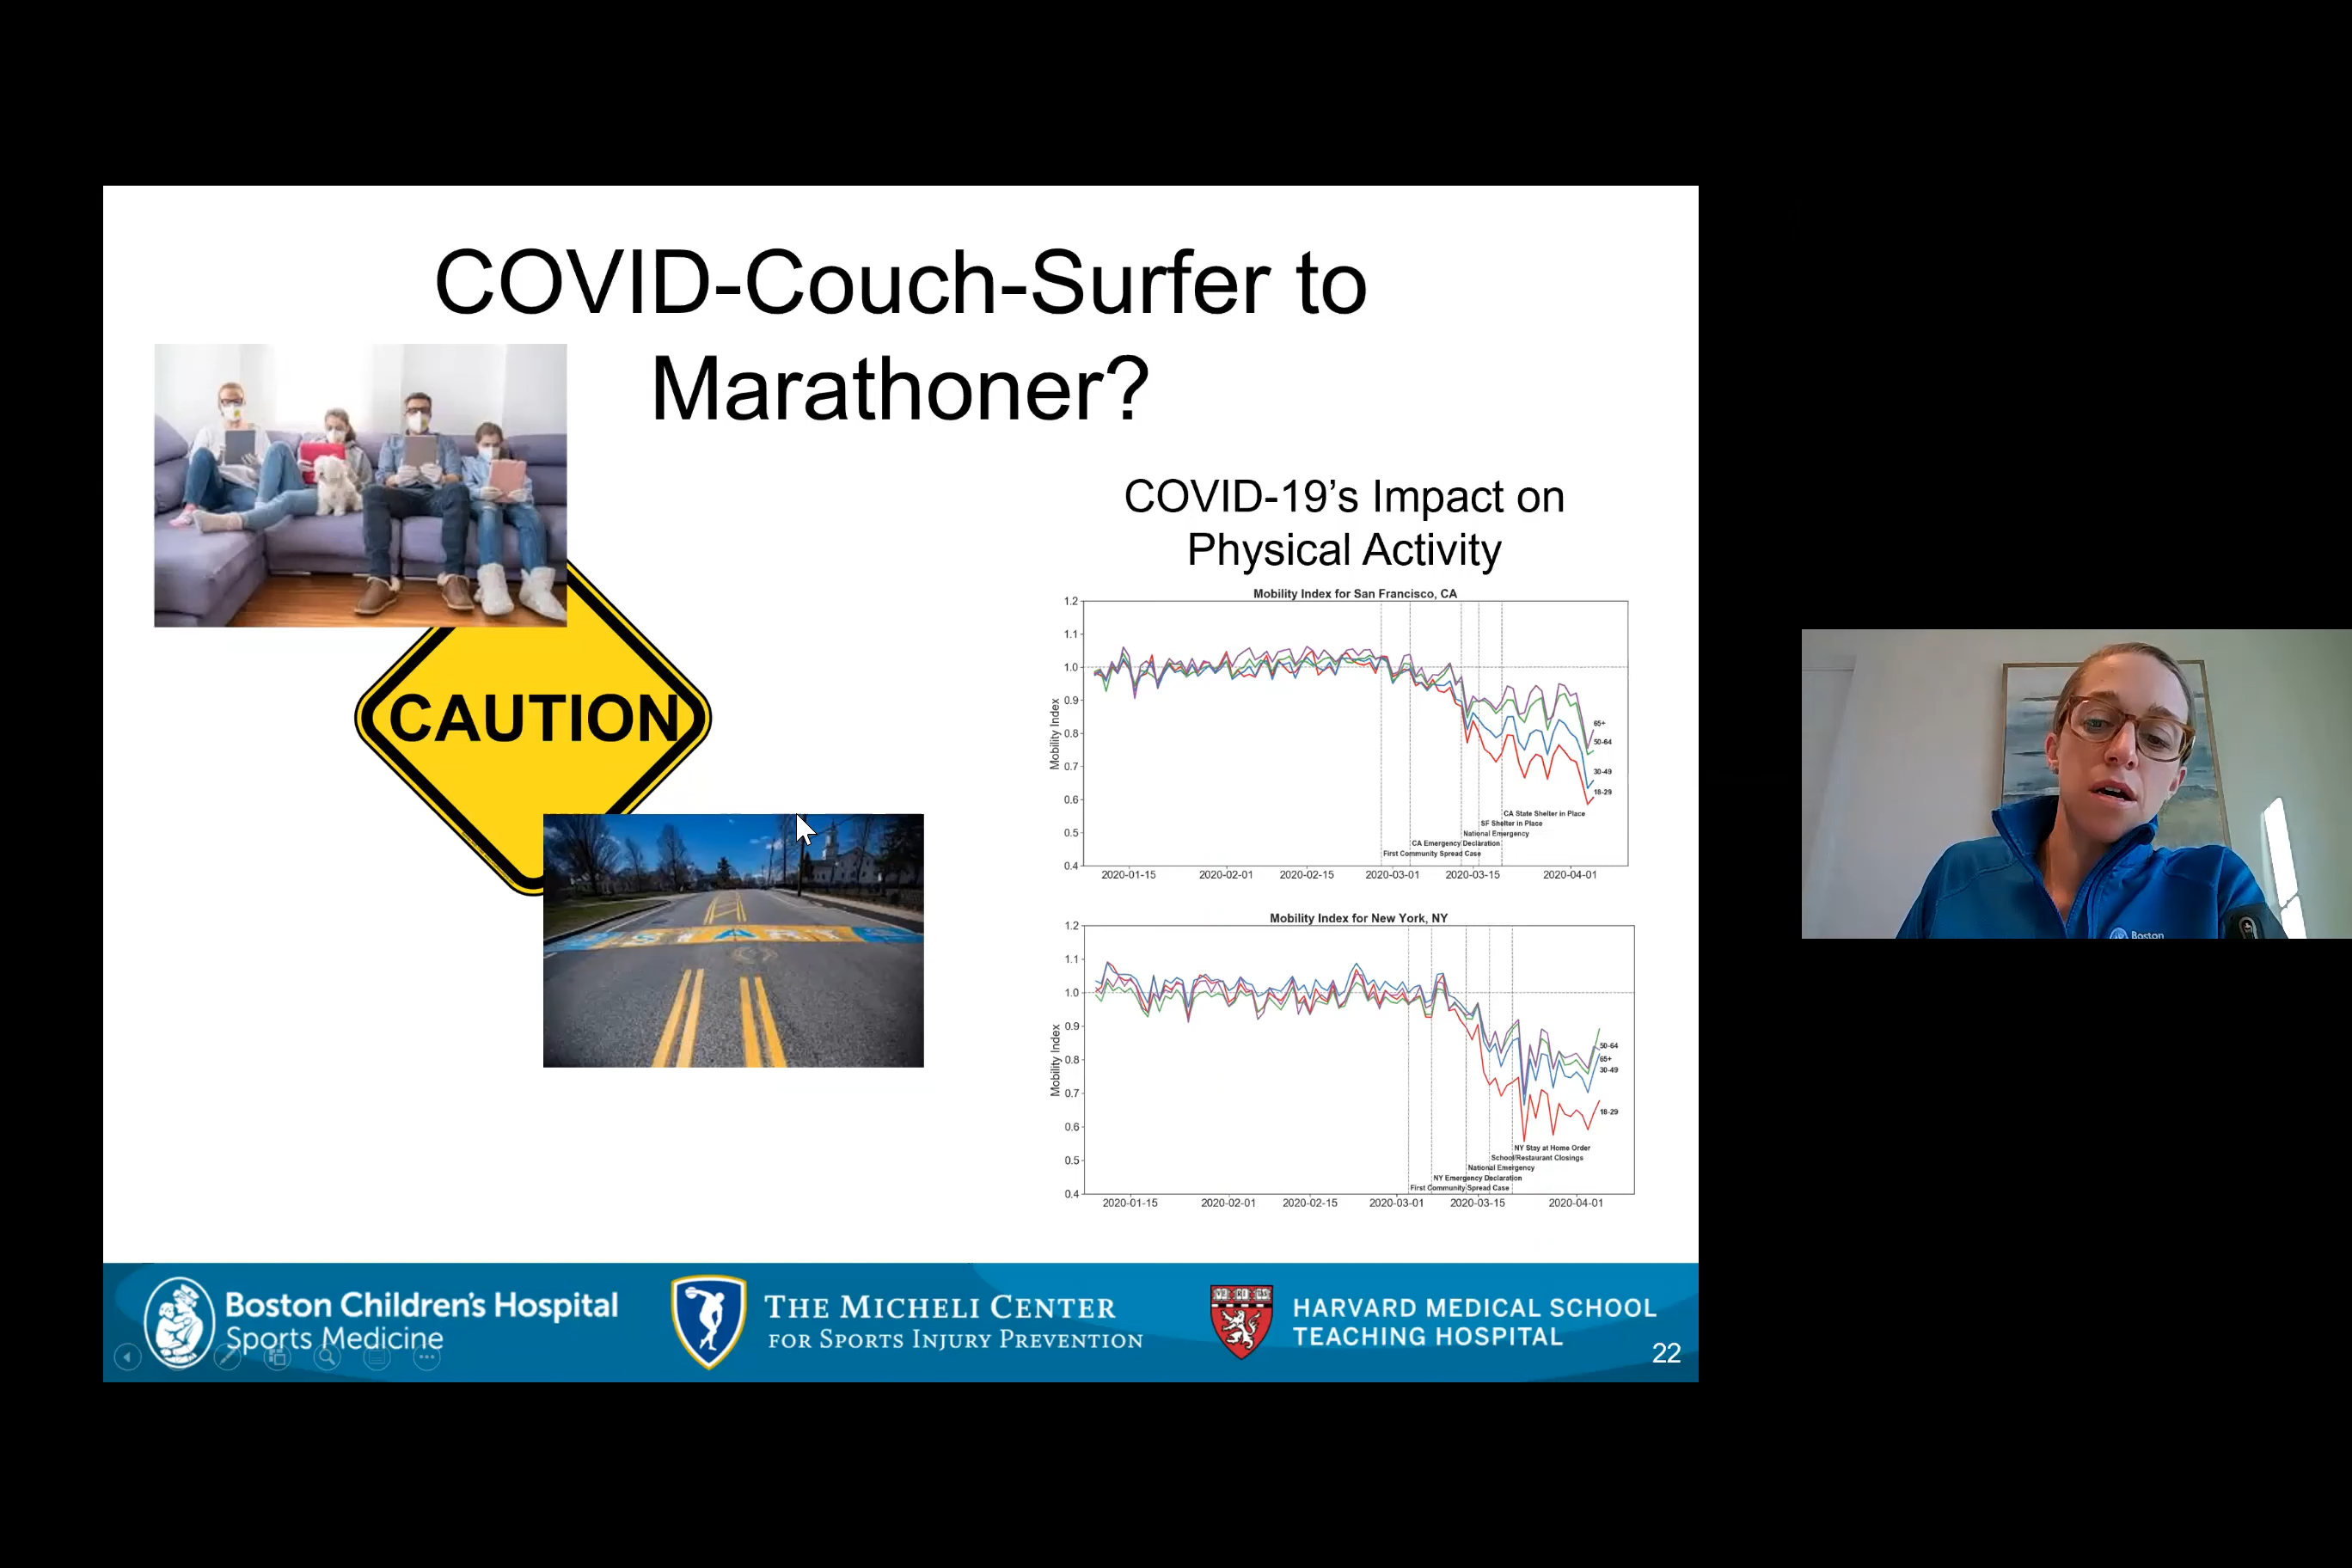 COVID-Couch-Surfer to
Marathoner?
CAUTION
START
COVID-19's Impact on
Physical Activity
Mobility Index for San Francisco, CA
Mobility Index
1.2
1.1
1.0
0.9
0.8
0.7
0.6
0.5
0.4
65+
50-64
30-49
18-29
CA State Shelter in Place
SF Shelter in Place
National Emergency
CA Emergency Declaration
First Community Spread Case
2020-01-15 2020-02-01 2020-02-15 2020-03-01 2020-03-15 2020-04-01
Mobility Index for New York, NY
Mobility Index
1.2
1.1
1.0
0.9
0.8
0.7
0.6
0.5
0.4
50-64
65+
30-49
18-29
NY Stay at Home Order
School/Restaurant Closings
National Emergency
NY Emergency Declaration
First Community Spread Case
2020-01-15 2020-02-01 2020-02-15 2020-03-01 2020-03-15 2020-04-01
Boston
Boston Children's Hospital
Sports Medicine
THE MICHELI CENTER
FOR SPORTS INJURY PREVENTION
VE RI TAS
HARVARD MEDICAL SCHOOL
TEACHING HOSPITAL
22